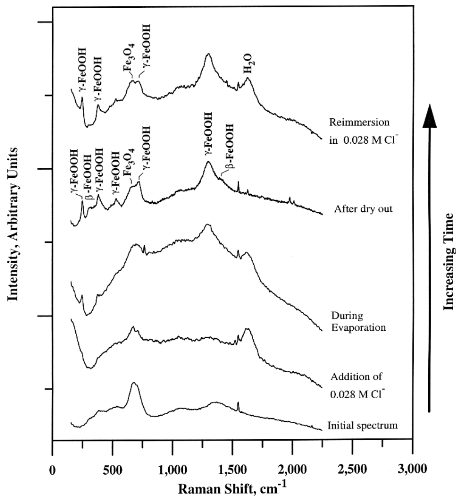 γ-FeOOH
γ-FeOOH
Fe3O4
γ-FeOOH
H2O
Reimmersion
in 0.028 M Cl⁻
γ-FeOOH
β-FeOOH
γ-FeOOH
γ-FeOOH
Fe3O4
γ-FeOOH
γ-FeOOH
β-FeOOH
After dry out
During
Evaporation
Addition of
0.028 M Cl⁻
Initial spectrum
Intensity, Arbitrary Units
Increasing Time
0 500 1,000 1,500 2,000 2,500 3,000
Raman Shift, cm⁻¹